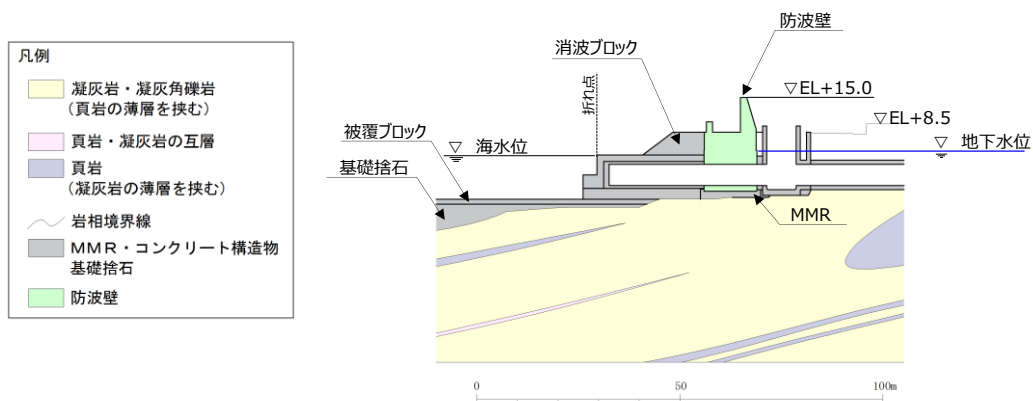 凡例
凝灰岩・凝灰角礫岩
(頁岩の薄層を挟む)
頁岩・凝灰岩の互層
頁岩
(凝灰岩の薄層を挟む)
岩相境界線
MMR・コンクリート構造物
基礎捨石
防波壁
防波壁
消波ブロック
折れ点
▽EL+15.0
▽EL+8.5
被覆ブロック
▽ 海水位
地下水位
▽
基礎捨石
MMR
0 50 100m